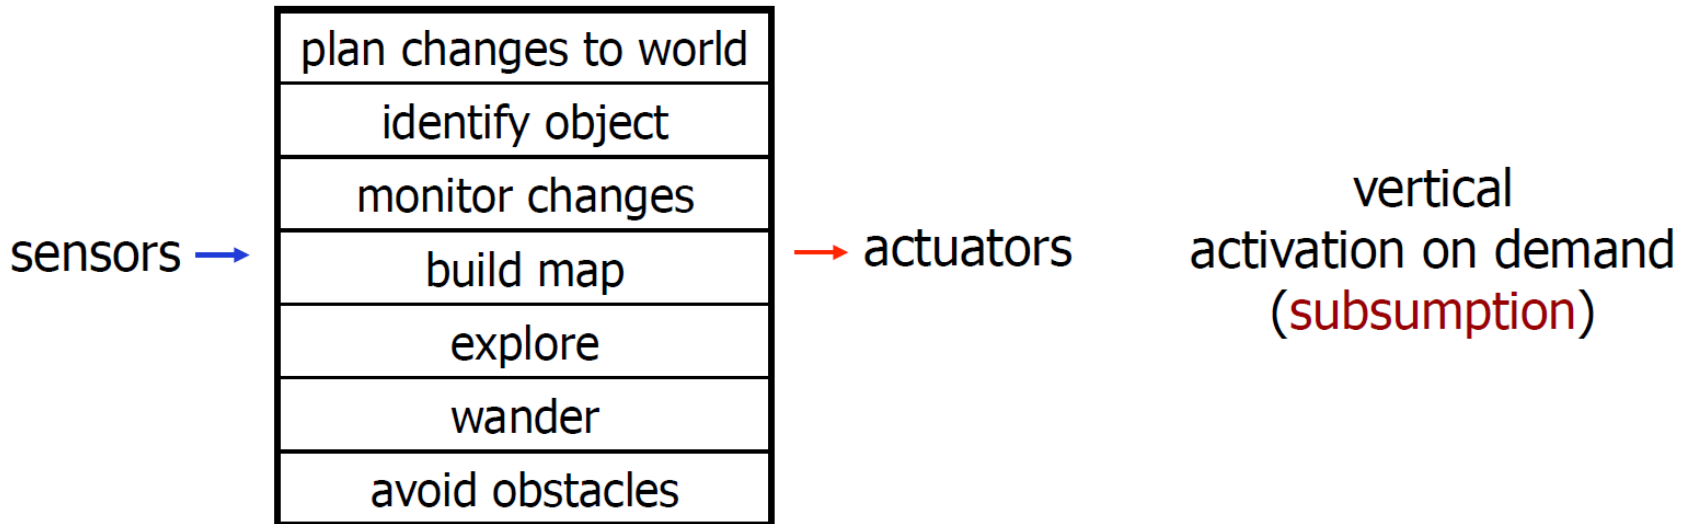 plan changes to world
identify object
monitor changes
sensors
build map
actuators
explore
wander
avoid obstacles
vertical
activation on demand
(subsumption)